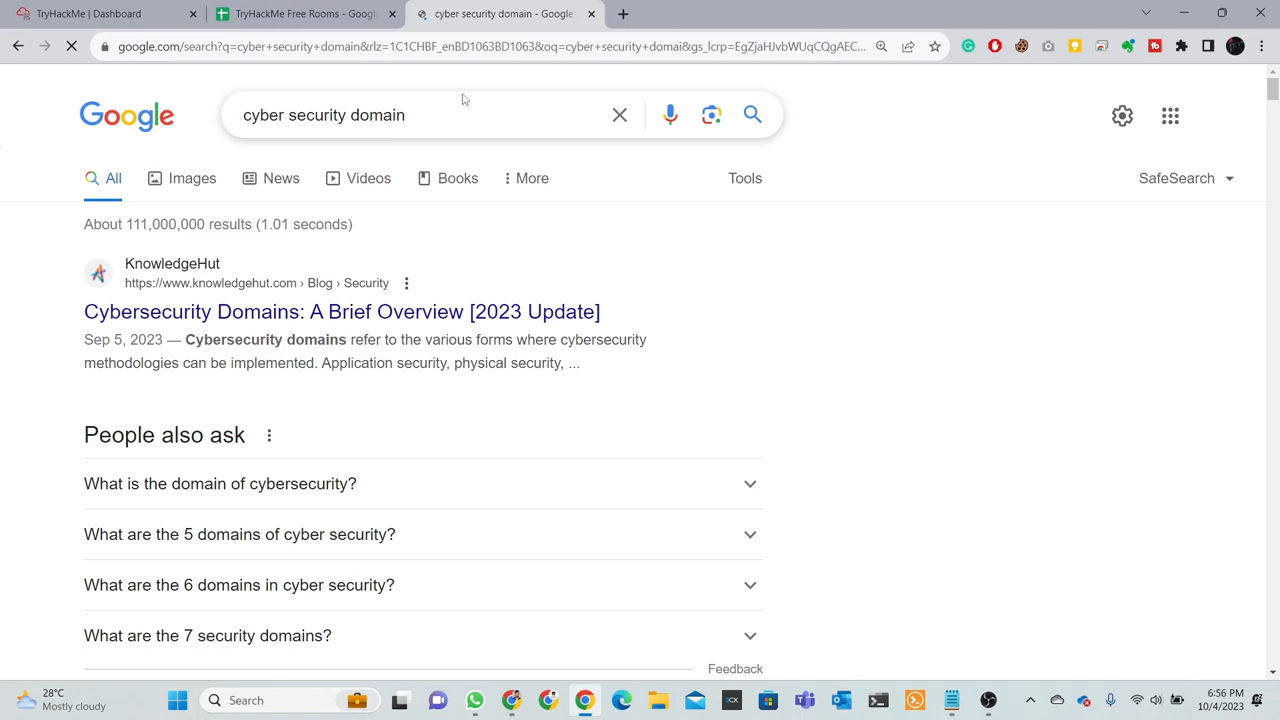 TryHackMe | Dashboard
TryHackMe Free Rooms - Googl
cyber security domain - Google
google.com/search?q=cyber+security+domain&rlz=1C1CHBF_enBD1063BD1063&oq=cyber+security+domai&gs_lcrp=EgZjaHJvbWUqCQgAEC...
Google
cyber security domain
All
Images
News
Videos
Books
More
Tools
SafeSearch
About 111,000,000 results (1.01 seconds)
KnowledgeHut
https://www.knowledgehut.com › Blog › Security
Cybersecurity Domains: A Brief Overview [2023 Update]
Sep 5, 2023 — Cybersecurity domains refer to the various forms where cybersecurity
methodologies can be implemented. Application security, physical security, ...
People also ask
What is the domain of cybersecurity?
What are the 5 domains of cyber security?
What are the 6 domains in cyber security?
What are the 7 security domains?
Feedback
28°C
Mostly cloudy
Search
6:56 PM
10/4/2023